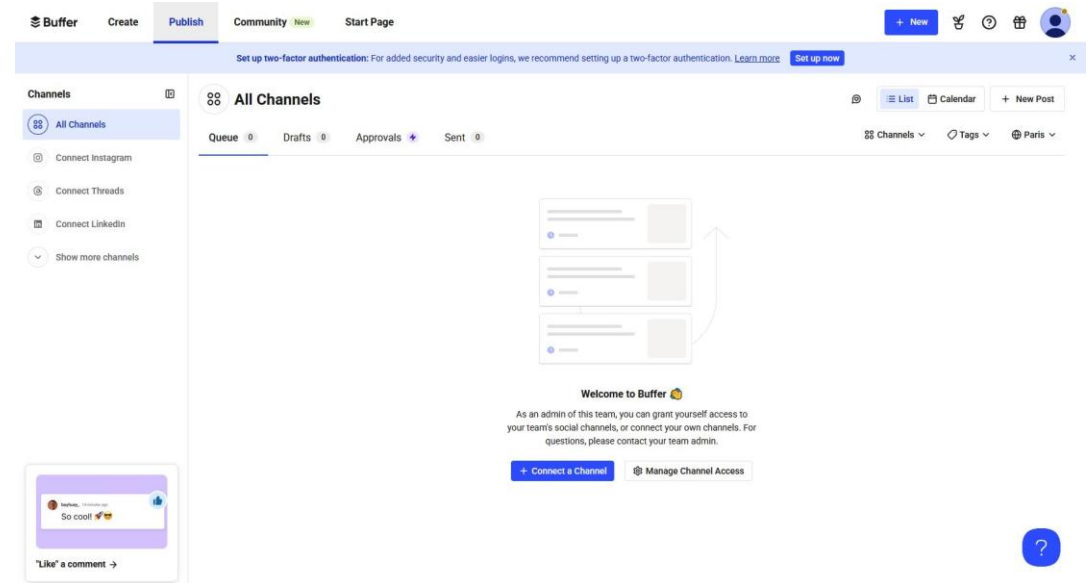 Buffer
Create
Publish
Community New
Start Page
+ New
Set up two-factor authentication: For added security and easier logins, we recommend setting up a two-factor authentication. Learn more Set up now
Channels
All Channels
Connect Instagram
Connect Threads
Connect LinkedIn
Show more channels
All Channels
List
Calendar
+ New Post
Queue 0
Drafts 0
Approvals
Sent 0
Channels
Tags
Paris
Welcome to Buffer
As an admin of this team, you can grant yourself access to
your team's social channels, or connect your own channels. For
questions, please contact your team admin.
+ Connect a Channel
Manage Channel Access
So cool! 🚀😎
"Like" a comment →
?